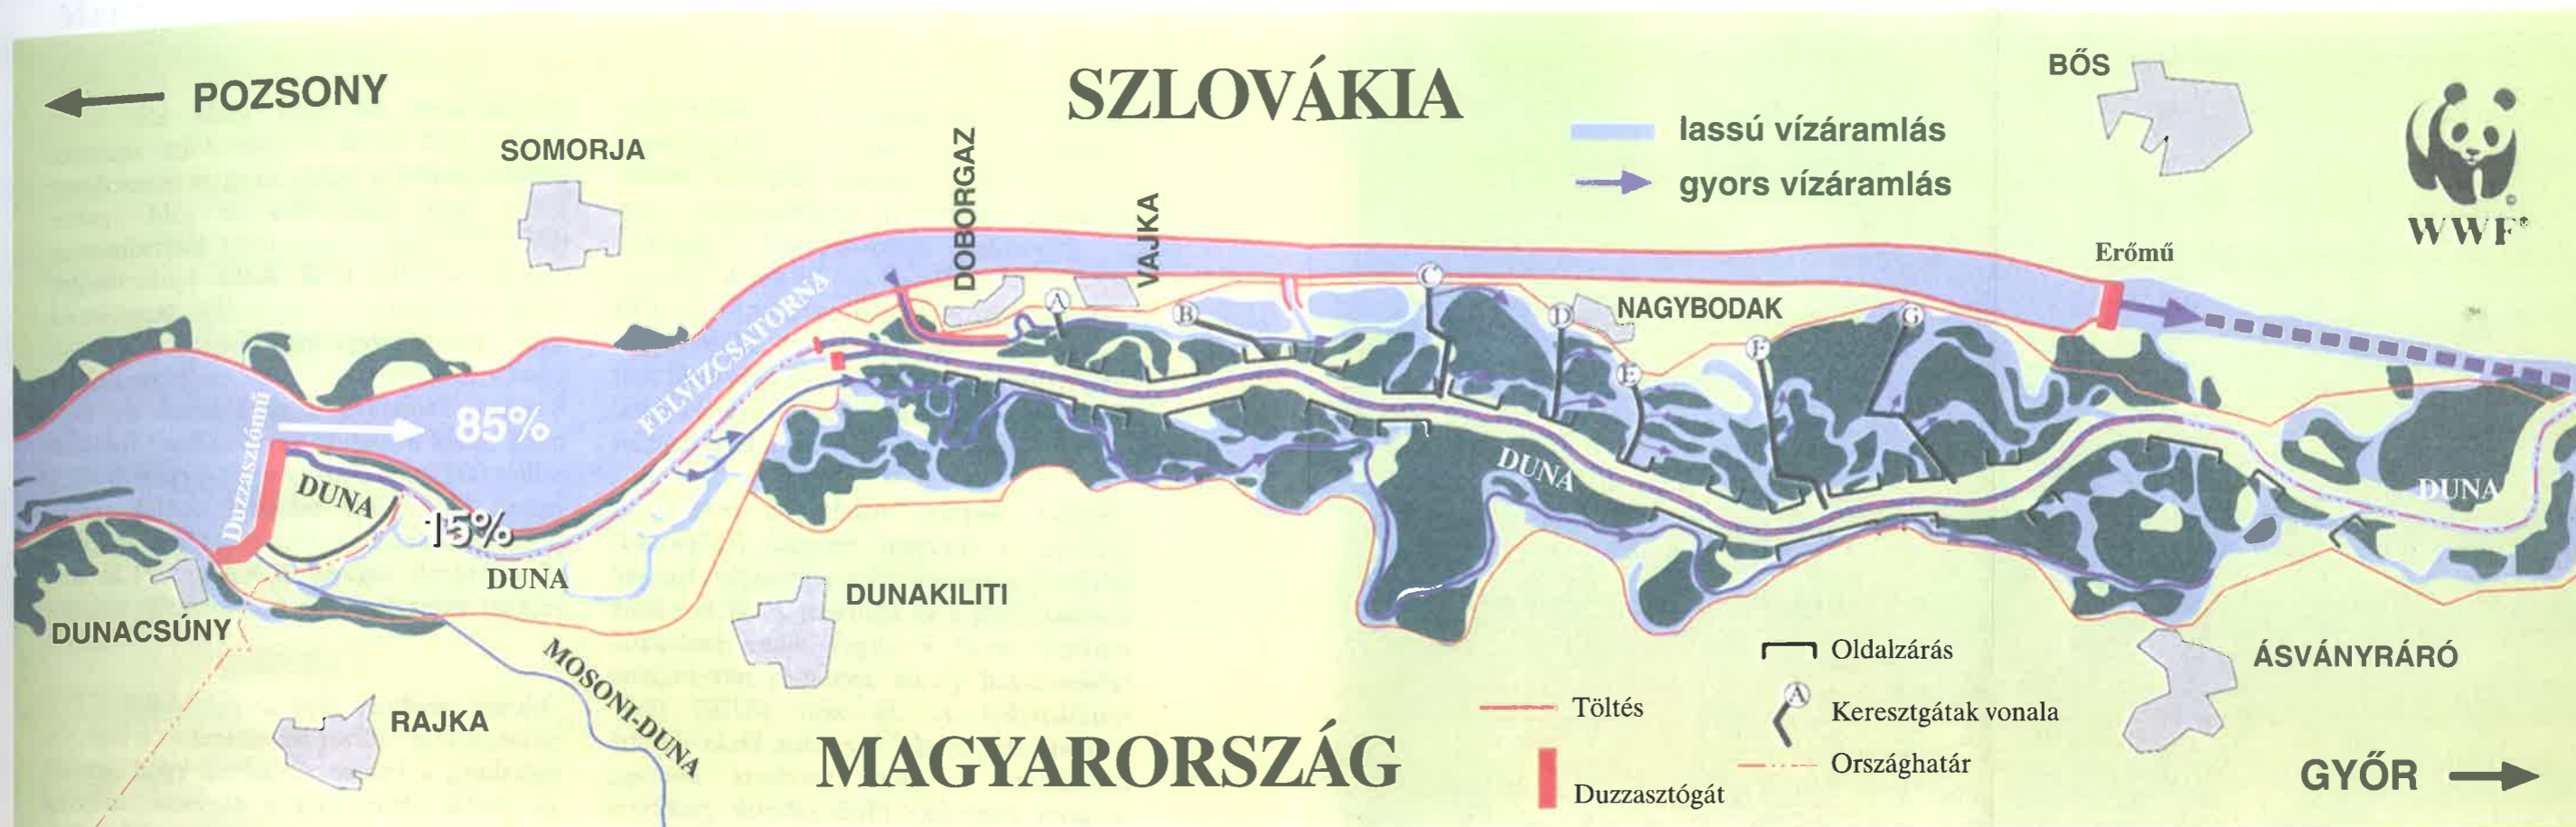 POZSONY
SZLOVÁKIA
BŐS
SOMORJA
DOBORGAZ
VAJKA
lassú vízáramlás
gyors vízáramlás
WWF
Erőmű
NAGYBODAK
A
B
C
D
E
F
G
FELVÍZCSATORNA
85%
Duzzasztómű
DUNA
15%
DUNA
DUNA
DUNA
DUNACSÚNY
DUNAKILITI
MOSONI-DUNA
RAJKA
MAGYARORSZÁG
Töltés
Duzzasztógát
Oldalzárás
A
Keresztgátak vonala
Országhatár
ÁSVÁNYRÁRÓ
GYŐR